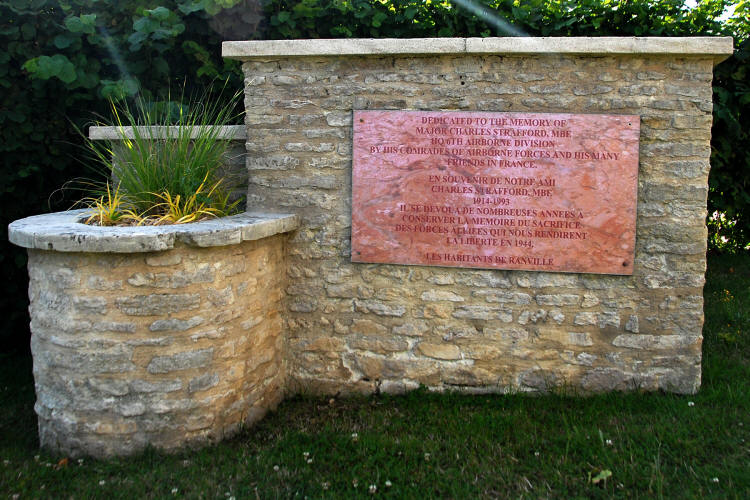 DEDICATED TO THE MEMORY OF
MAJOR CHARLES STRAFFORD, MBE
HQ.6TH AIRBORNE DIVISION
BY HIS COMRADES OF AIRBORNE FORCES AND HIS MANY
FRIENDS IN FRANCE.
EN SOUVENIR DE NOTRE AMI
CHARLES STRAFFORD, MBE
1914-1993
IL SE DEVOUA DE NOMBREUSES ANNEES A
CONSERVER LA MEMOIRE DU SACRIFICE
DES FORCES ALLIEES QUI NOUS RENDIRENT
LA LIBERTE EN 1944.
LES HABITANTS DE RANVILLE